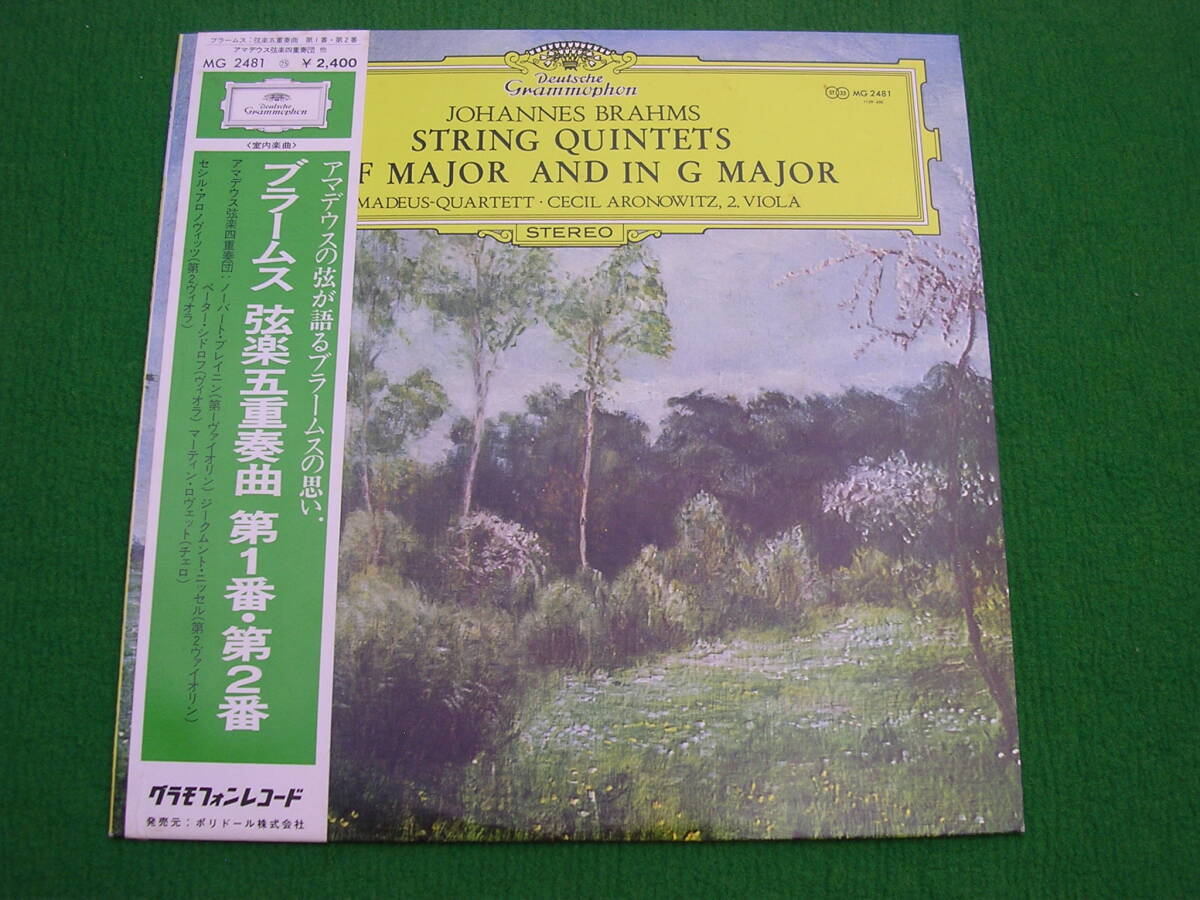 ブラームス:弦楽五重奏曲 第1番・第2番
アマデウス弦楽四重奏団 他
MG 2481 ㉕ ¥2,400
Deutsche
Grammophon
〈室内楽曲〉
アマデウスの弦が語るブラームスの思い.
ブラームス 弦楽五重奏曲 第1番・第2番
アマデウス弦楽四重奏団:ノーバート・ブレイニン(第1ヴァイオリン) ジークムント・ニッセル(第2ヴァイオリン)
ペーター・シドロフ(ヴィオラ) マーティン・ロヴェット(チェロ)
セシル・アロノヴィッツ(第2ヴィオラ)
グラモフォンレコード
発売元:ポリドール株式会社
Deutsche
Grammophon
MG 2481
JOHANNES BRAHMS
STRING QUINTETS
F MAJOR AND IN G MAJOR
MADEUS-QUARTETT · CECIL ARONOWITZ, 2. VIOLA
STEREO